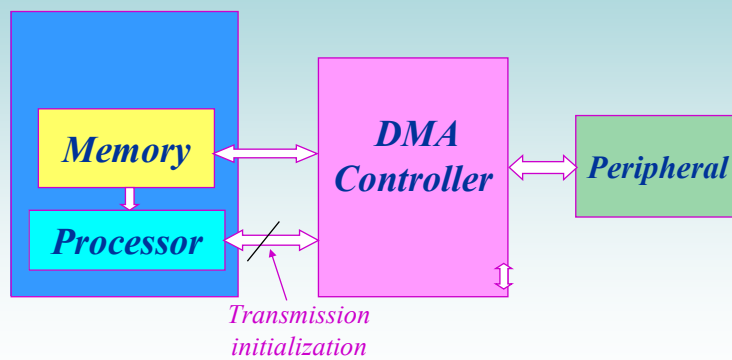 Memory
DMA
Controller
Peripheral
Processor
Transmission
initialization